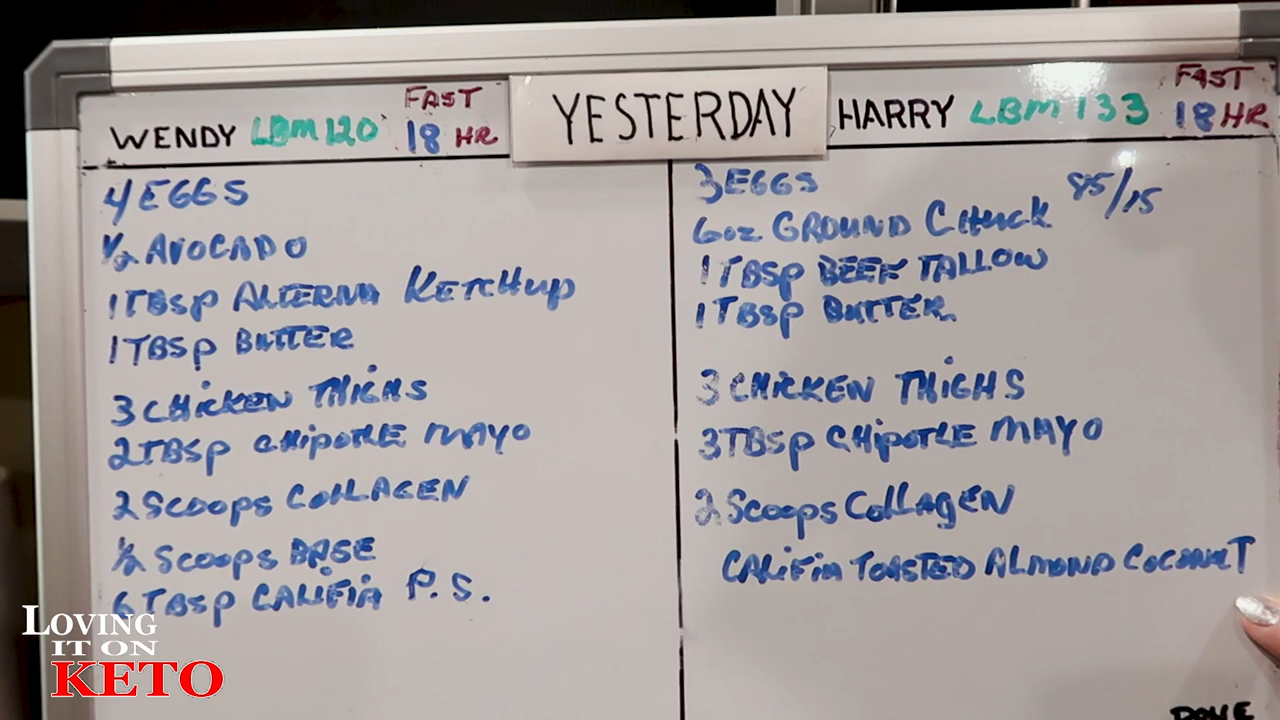 YESTERDAY
WENDY LBM 120 FAST 18 HR
4 EGGS
1/2 AVOCADO
1 TBSP ALTERNA KETCHUP
1 TBSP BUTTER
3 CHICKEN THIGHS
2 TBSP CHIPOTLE MAYO
2 SCOOPS COLLAGEN
1/2 SCOOPS BASE
6 TBSP CALIFIA P.S.
HARRY LBM 133 FAST 18 HR
3 EGGS
6oz GROUND CHUCK 85/15
1 TBSP BEEF TALLOW
1 TBSP BUTTER
3 CHICKEN THIGHS
3 TBSP CHIPOTLE MAYO
2 SCOOPS COLLAGEN
CALIFIA TOASTED ALMOND COCONUT
LOVING
IT ON
KETO